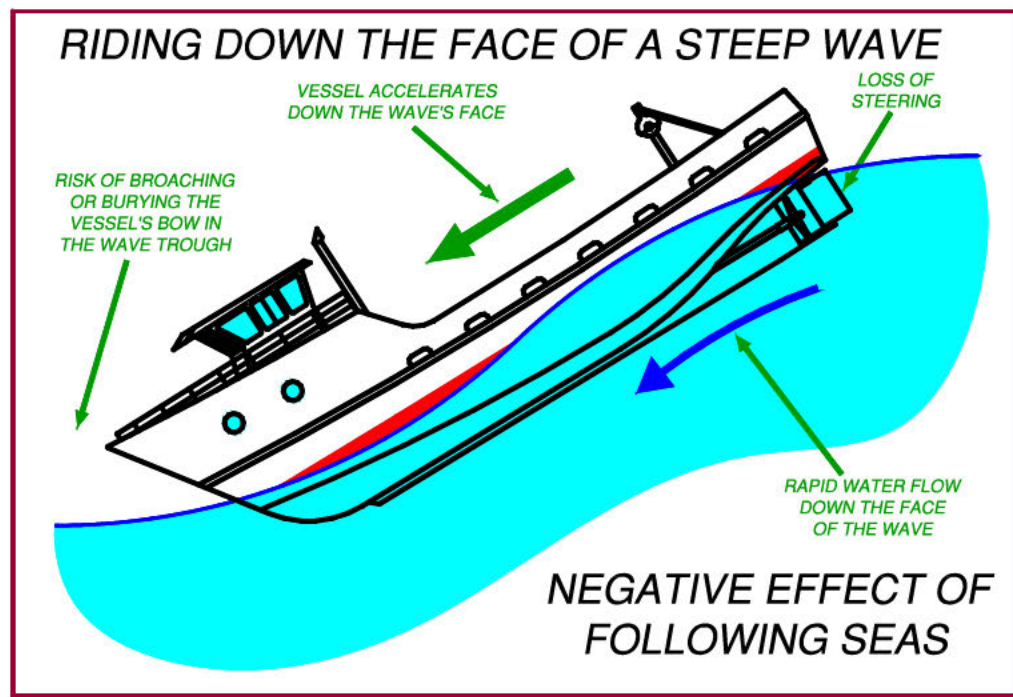 RIDING DOWN THE FACE OF A STEEP WAVE
VESSEL ACCELERATES
DOWN THE WAVE'S FACE
LOSS OF
STEERING
RISK OF BROACHING
OR BURYING THE
VESSEL'S BOW IN
THE WAVE TROUGH
RAPID WATER FLOW
DOWN THE FACE
OF THE WAVE
NEGATIVE EFFECT OF
FOLLOWING SEAS